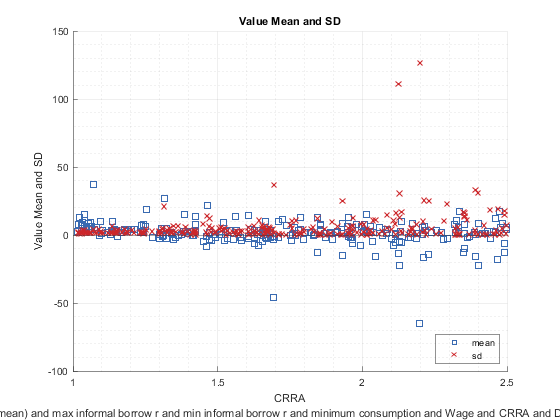 Value Mean and SD
150
100
50
0
-50
-100
Value Mean and SD
1
1.5
2
2.5
CRRA
mean
sd
mean) and max informal borrow r and min informal borrow r and minimum consumption and Wage and CRRA and